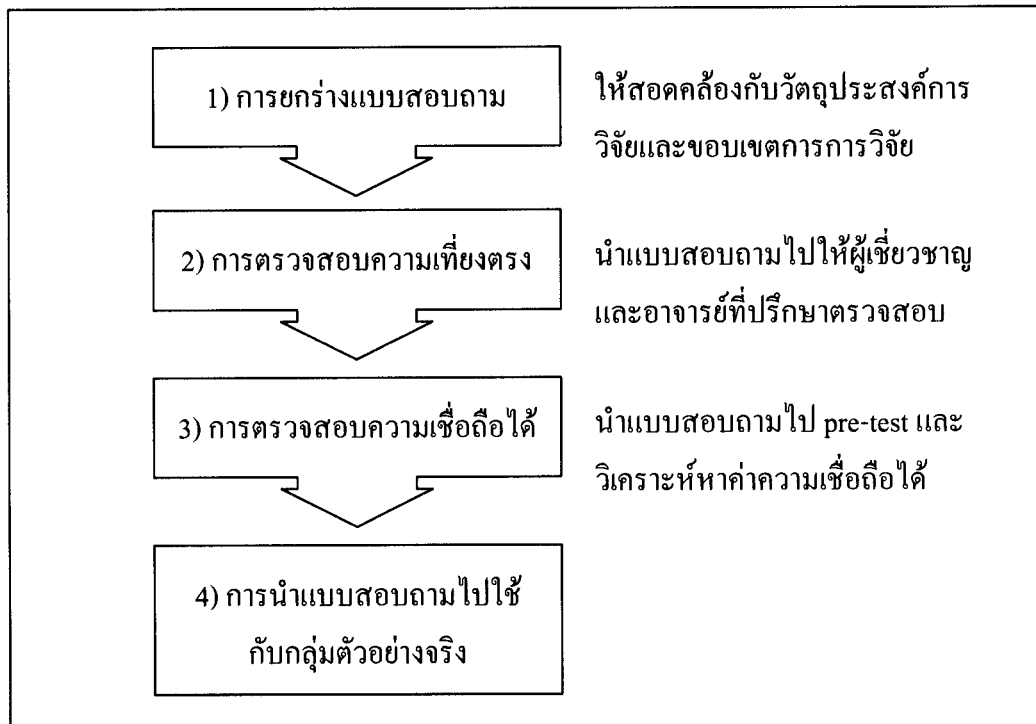 1) การยกร่างแบบสอบถาม
ให้สอดคล้องกับวัตถุประสงค์การ
วิจัยและขอบเขตการการวิจัย
2) การตรวจสอบความเที่ยงตรง
นำแบบสอบถามไปให้ผู้เชี่ยวชาญ
และอาจารย์ที่ปรึกษาตรวจสอบ
3) การตรวจสอบความเชื่อถือได้
นำแบบสอบถามไป pre-test และ
วิเคราะห์หาค่าความเชื่อถือได้
4) การนำแบบสอบถามไปใช้
กับกลุ่มตัวอย่างจริง